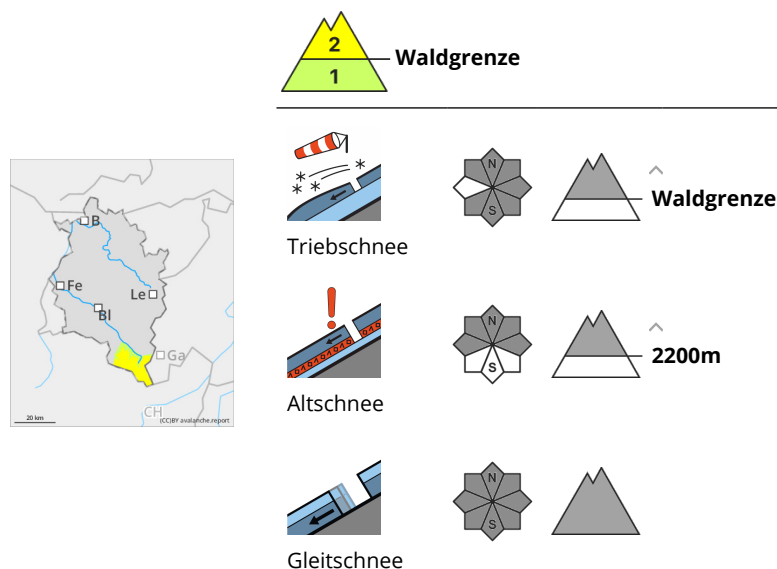 2
Waldgrenze
1
N
S
Waldgrenze
Triebschnee
B
Fe
Le
Bl
Ga
CH
20 km
(CC)BY avalanche.report
N
S
2200m
Altschnee
N
S
Gleitschnee